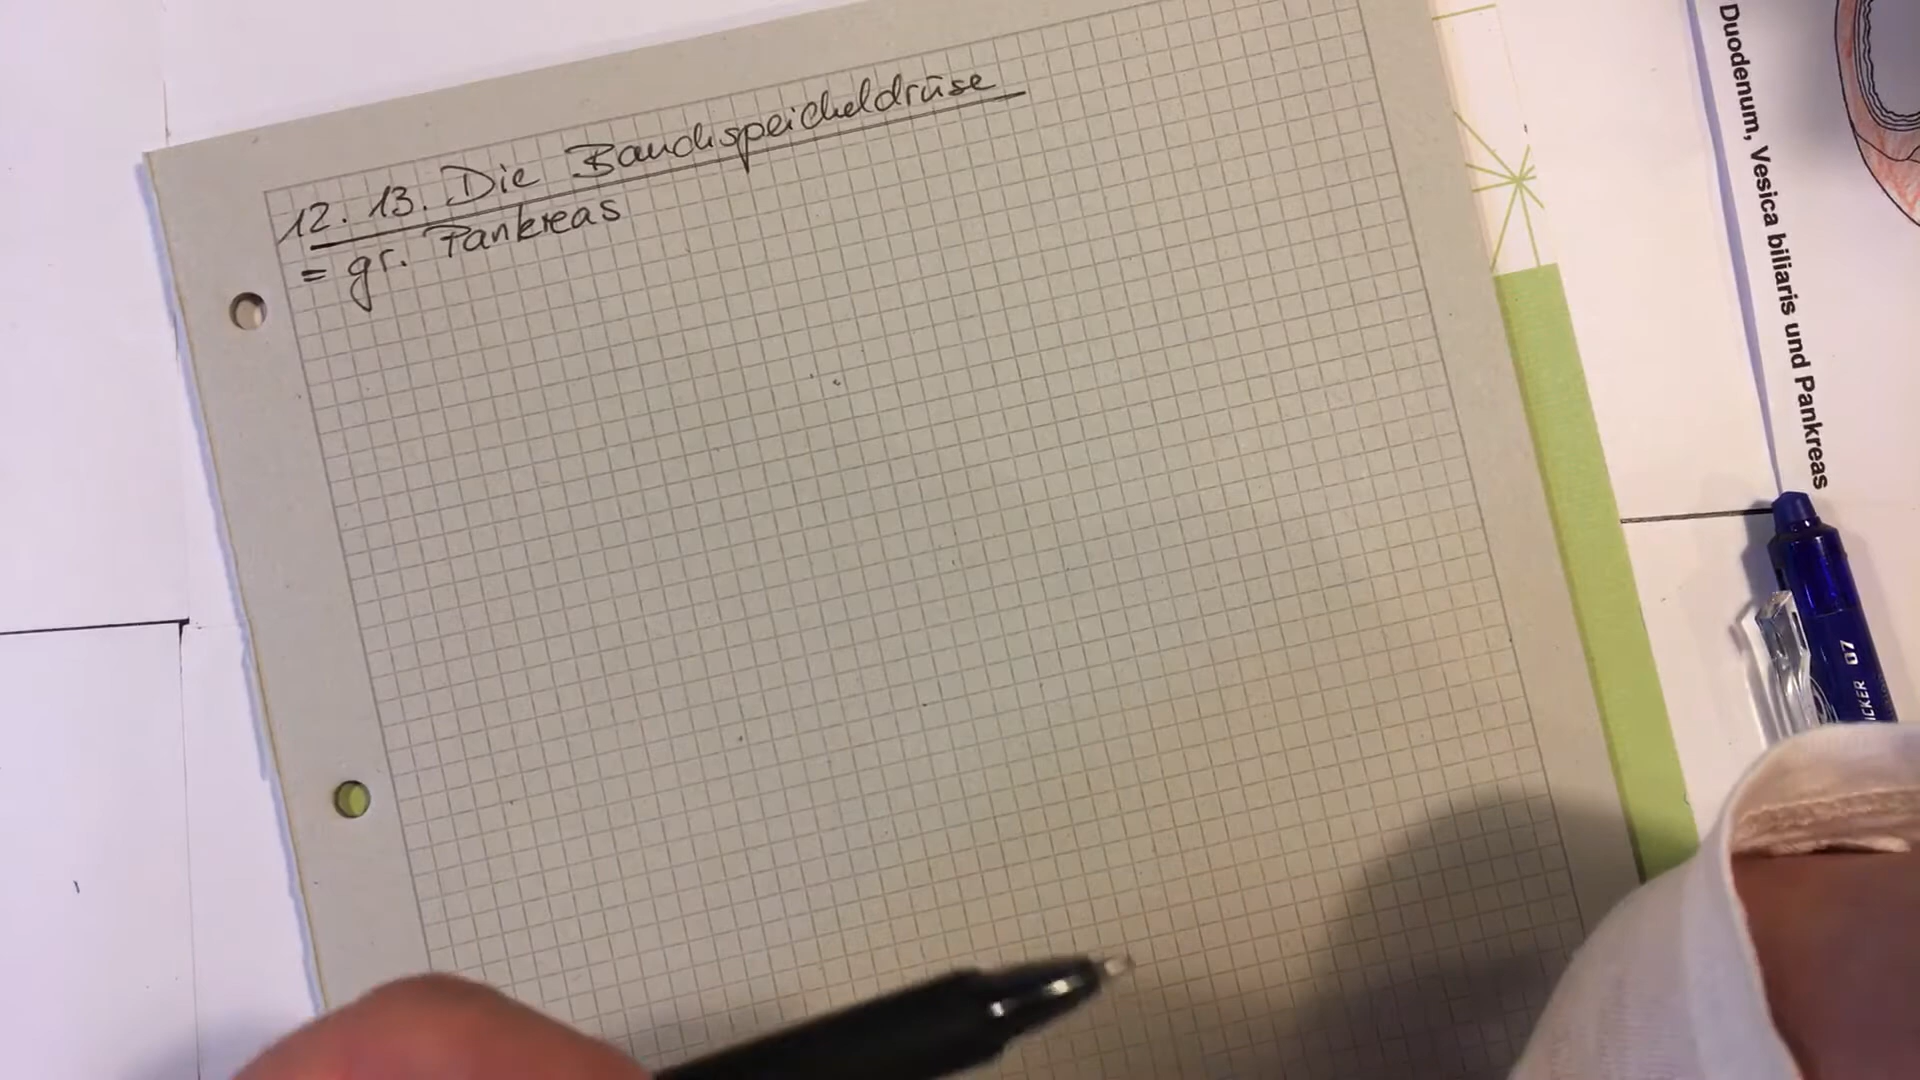 12. 13. Die Bauchspeicheldrüse
= gr. Pankreas
Duodenum, Vesica biliaris und Pankreas
07